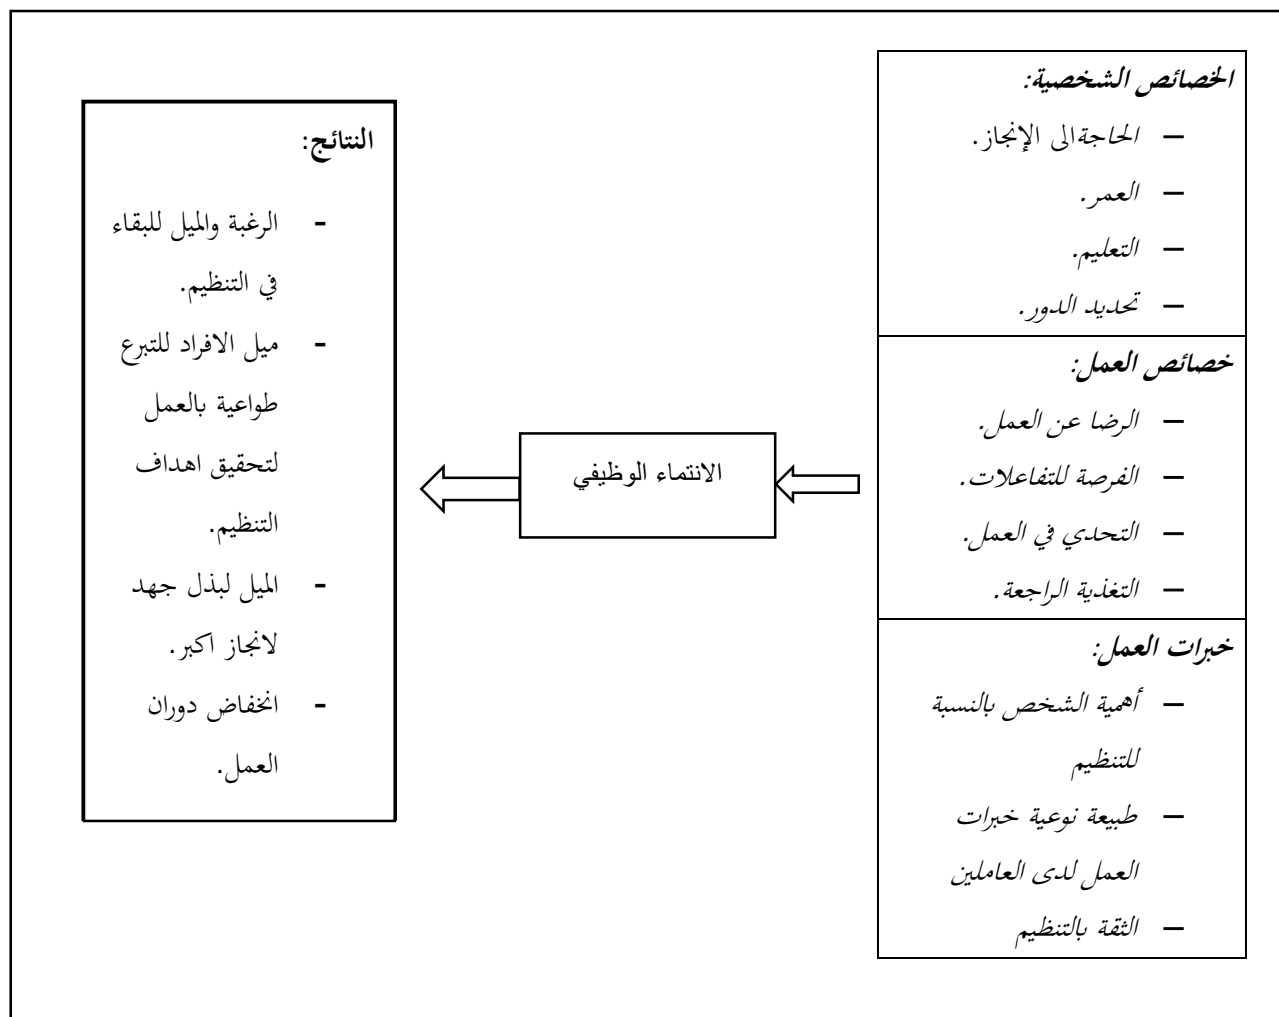 الخصائص الشخصية:
— الحاجة الى الإنجاز.
— العمر.
— التعليم.
— تحديد الدور.
خصائص العمل:
— الرضا عن العمل.
— الفرصة للتفاعلات.
— التحدي في العمل.
— التغذية الراجعة.
خبرات العمل:
— أهمية الشخص بالنسبة
للتنظيم
— طبيعة نوعية خبرات
العمل لدى العاملين
— الثقة بالتنظيم
الانتماء الوظيفي
النتائج:
- الرغبة والميل للبقاء
في التنظيم.
- ميل الافراد للتبرع
طواعية بالعمل
لتحقيق اهداف
التنظيم.
- الميل لبذل جهد
لانجاز اكبر.
- انخفاض دوران
العمل.